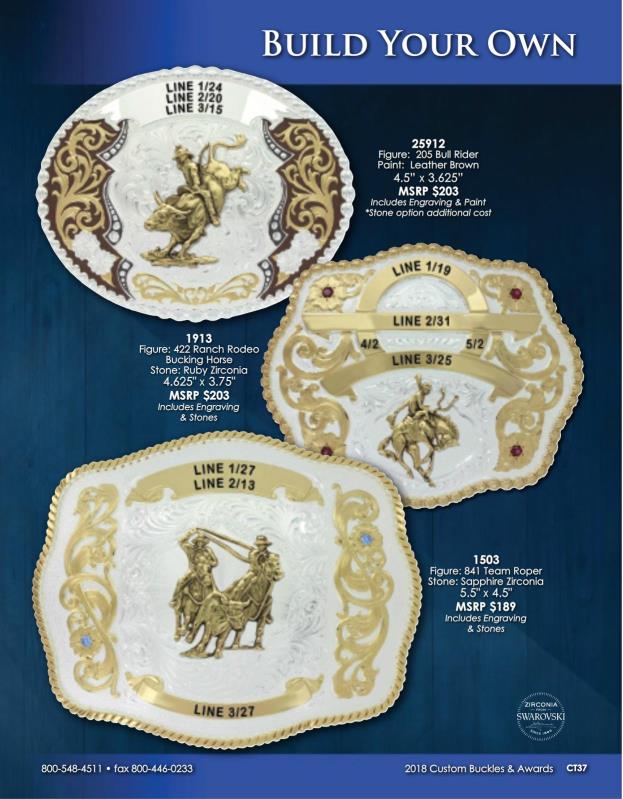 BUILD YOUR OWN
LINE 1/24
LINE 2/20
LINE 3/15
25912
Figure: 205 Bull Rider
Paint: Leather Brown
4.5" x 3.625"
MSRP $203
Includes Engraving & Paint
*Stone option additional cost
LINE 1/19
LINE 2/31
4/2 5/2
LINE 3/25
1913
Figure: 422 Ranch Rodeo
Bucking Horse
Stone: Ruby Zirconia
4.625" x 3.75"
MSRP $203
Includes Engraving
& Stones
LINE 1/27
LINE 2/13
LINE 3/27
1503
Figure: 841 Team Roper
Stone: Sapphire Zirconia
5.5" x 4.5"
MSRP $189
Includes Engraving
& Stones
ZIRCONIA
FROM
SWAROVSKI
SINCE 1895
800-548-4511 • fax 800-446-0233
2018 Custom Buckles & Awards CT37